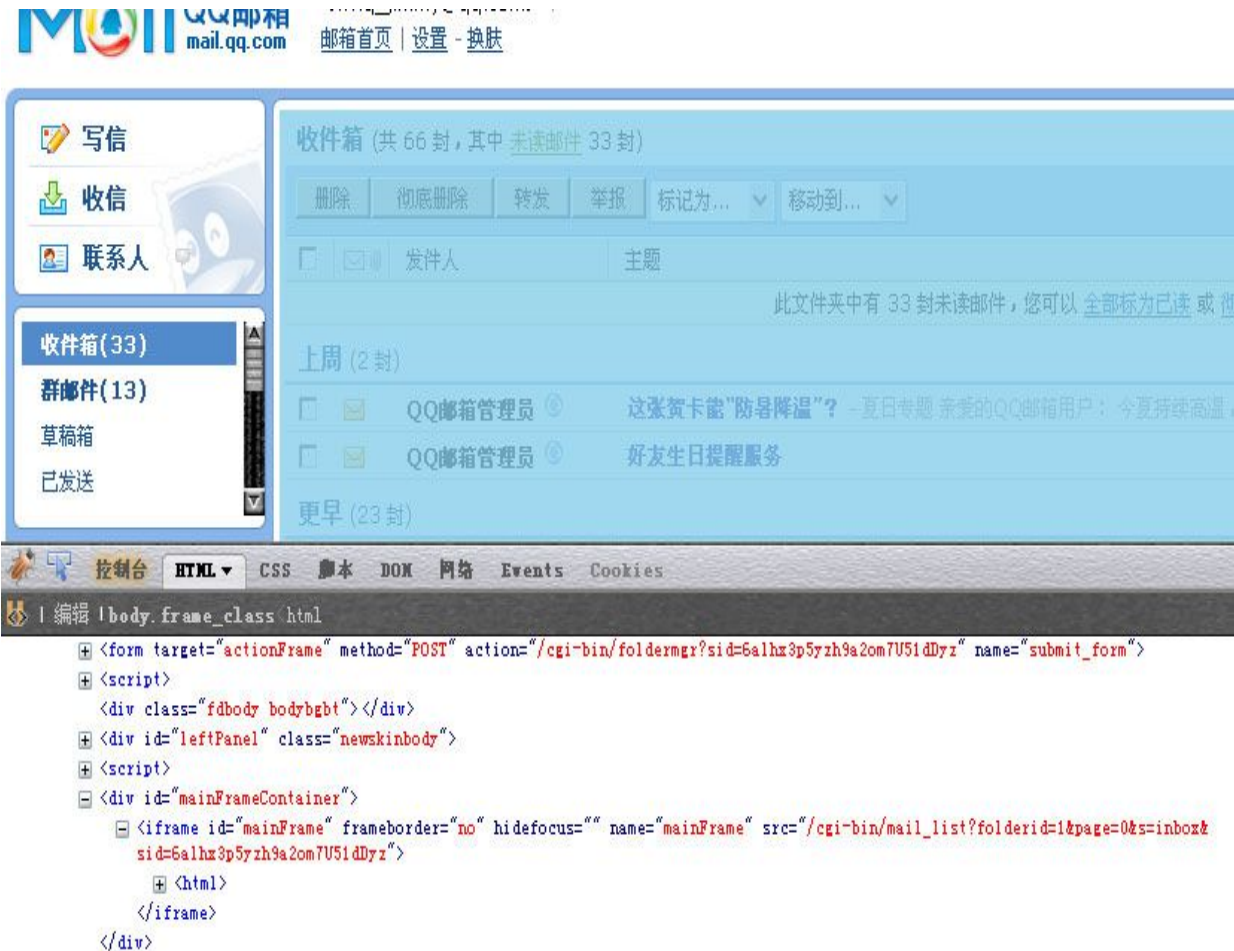 QQ邮箱
mail.qq.com
邮箱首页 | 设置 - 换肤
写信
收信
联系人
收件箱(33)
群邮件(13)
草稿箱
已发送
收件箱 (共 66 封，其中 未读邮件 33 封)
删除 彻底删除 转发 举报 标记为... 移动到...
发件人 主题
此文件夹中有 33 封未读邮件，您可以 全部标为已读 或
上周 (2 封)
QQ邮箱管理员 这张贺卡能"防暑降温"？ - 夏日专题 亲爱的QQ邮箱用户： 今夏持续高温
QQ邮箱管理员 好友生日提醒服务
更早 (23 封)
控制台 HTML CSS 脚本 DOM 网络 Events Cookies
编辑 body.frame_class html
<form target="actionFrame" method="POST" action="/cgi-bin/foldermgr?sid=6alhx3p5yzh9a2om7U51dDyz" name="submit_form">
<script>
<div class="fdbody bodybgbt"></div>
<div id="leftPanel" class="newskinbody">
<script>
<div id="mainFrameContainer">
<iframe id="mainFrame" frameborder="no" hidefocus="" name="mainFrame" src="/cgi-bin/mail_list?folderid=1&page=0&s=inbox&
sid=6alhx3p5yzh9a2om7U51dDyz">
<html>
</iframe>
</div>